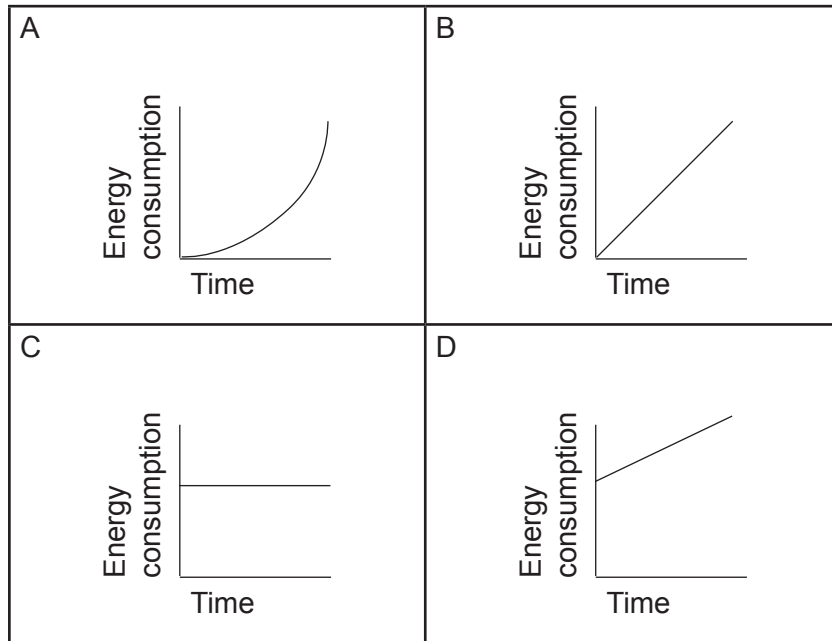 A
Energy
consumption
Time
B
Energy
consumption
Time
C
Energy
consumption
Time
D
Energy
consumption
Time